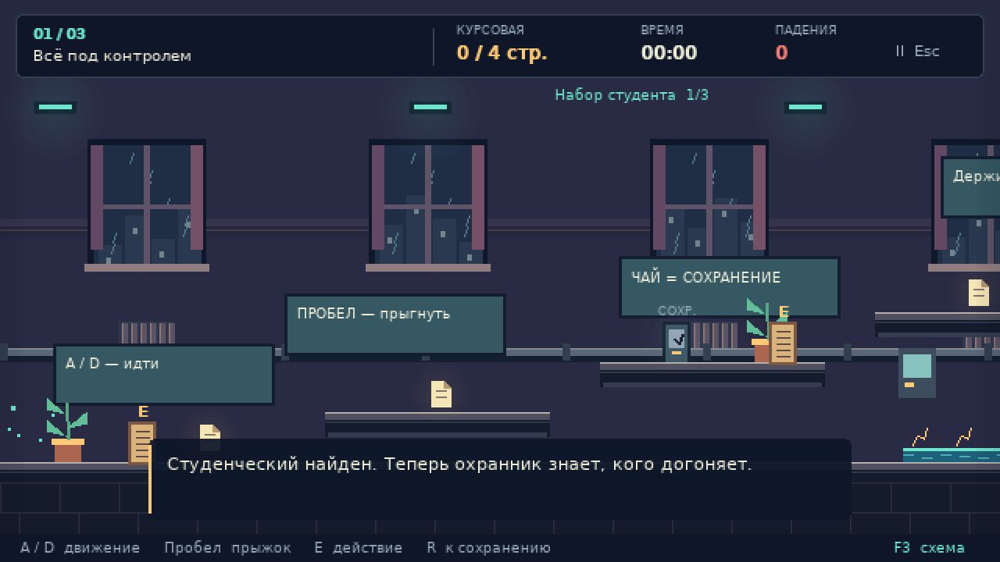 01 / 03
Всё под контролем
КУРСОВАЯ
0 / 4 стр.
ВРЕМЯ
00:00
ПАДЕНИЯ
0
II Esc
Набор студента 1/3
ЧАЙ = СОХРАНЕНИЕ
СОХР.
E
ПРОБЕЛ — прыгнуть
A / D — идти
E
Студенческий найден. Теперь охранник знает, кого догоняет.
A / D движение Пробел прыжок E действие R к сохранению
F3 схема